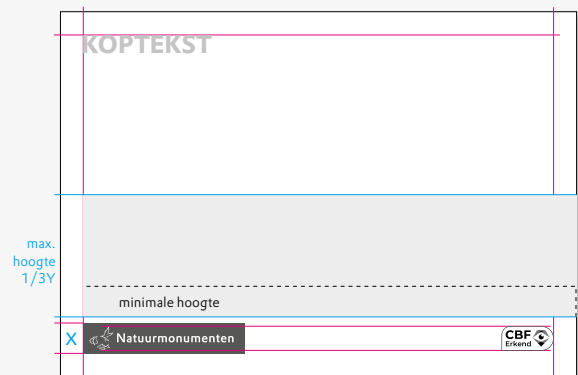 KOPTEKST
max.
hoogte
1/3Y
minimale hoogte
X
Natuurmonumenten
CBF
Erkend